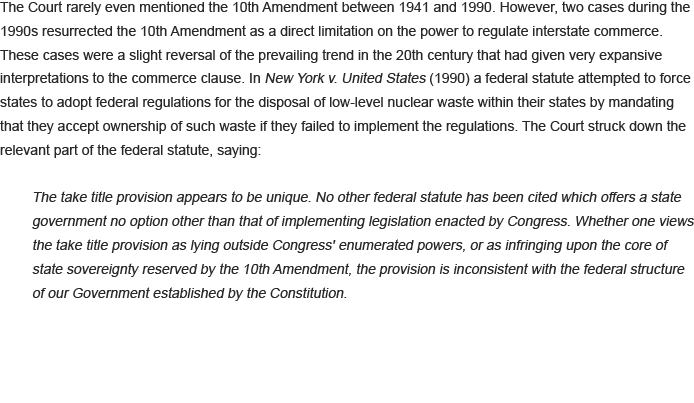 The Court rarely even mentioned the 10th Amendment between 1941 and 1990. However, two cases during the
1990s resurrected the 10th Amendment as a direct limitation on the power to regulate interstate commerce.
These cases were a slight reversal of the prevailing trend in the 20th century that had given very expansive
interpretations to the commerce clause. In New York v. United States (1990) a federal statute attempted to force
states to adopt federal regulations for the disposal of low-level nuclear waste within their states by mandating
that they accept ownership of such waste if they failed to implement the regulations. The Court struck down the
relevant part of the federal statute, saying:
The take title provision appears to be unique. No other federal statute has been cited which offers a state
government no option other than that of implementing legislation enacted by Congress. Whether one views
the take title provision as lying outside Congress' enumerated powers, or as infringing upon the core of
state sovereignty reserved by the 10th Amendment, the provision is inconsistent with the federal structure
of our Government established by the Constitution.